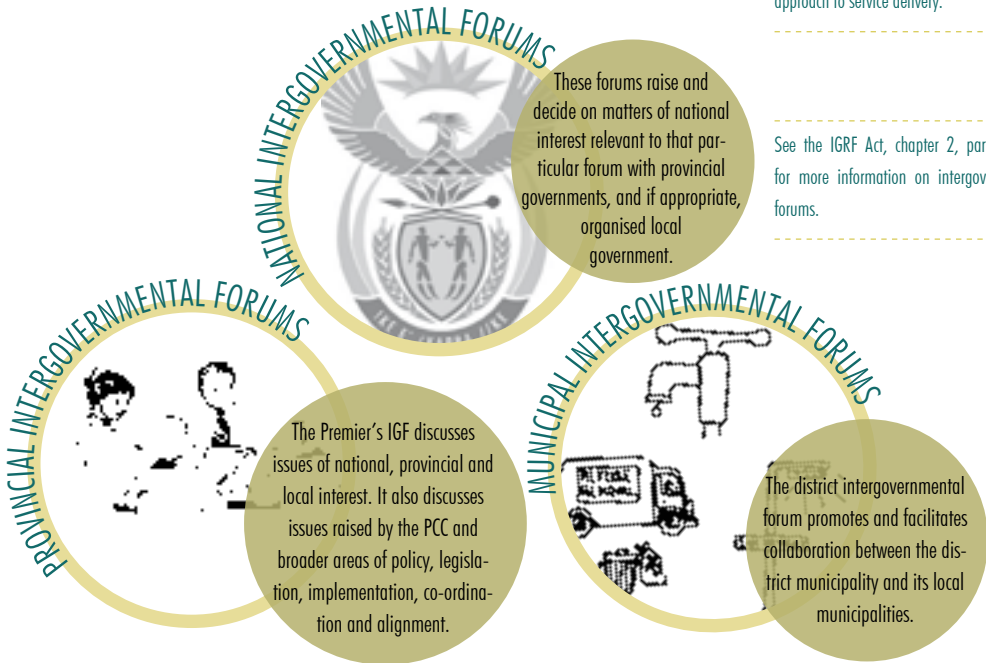 approach to service delivery.
NATIONAL INTERGOVERNMENTAL FORUMS
These forums raise and
decide on matters of national
interest relevant to that par-
ticular forum with provincial
governments, and if appropriate,
organised local
government.
See the IGRF Act, chapter 2, par
for more information on intergov
forums.
PROVINCIAL INTERGOVERNMENTAL FORUMS
The Premier's IGF discusses
issues of national, provincial and
local interest. It also discusses
issues raised by the PCC and
broader areas of policy, legisla-
tion, implementation, co-ordina-
tion and alignment.
MUNICIPAL INTERGOVERNMENTAL FORUMS
The district intergovernmental
forum promotes and facilitates
collaboration between the dis-
trict municipality and its local
municipalities.